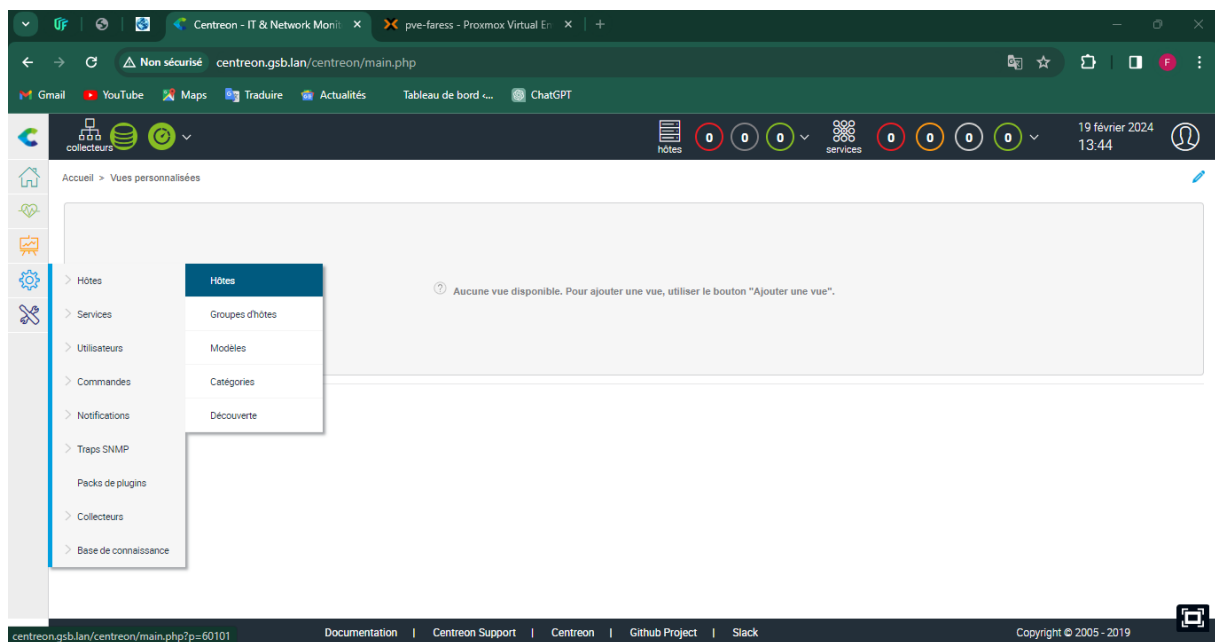 Centreon - IT & Network Monit
pve-faress - Proxmox Virtual En
Non sécurisé centreon.gsb.lan/centreon/main.php
F
Gmail YouTube Maps Traduire Actualités Tableau de bord ‹... ChatGPT
collecteurs hôtes 0 0 0 services 0 0 0 0 19 février 2024
13:44
Accueil > Vues personnalisées
Aucune vue disponible. Pour ajouter une vue, utiliser le bouton "Ajouter une vue".
Hôtes Hôtes
Services Groupes d'hôtes
Utilisateurs Modèles
Commandes Catégories
Notifications Découverte
Traps SNMP
Packs de plugins
Collecteurs
Base de connaissance
centreon.gsb.lan/centreon/main.php?p=60101
Documentation | Centreon Support | Centreon | Github Project | Slack Copyright © 2005 - 2019